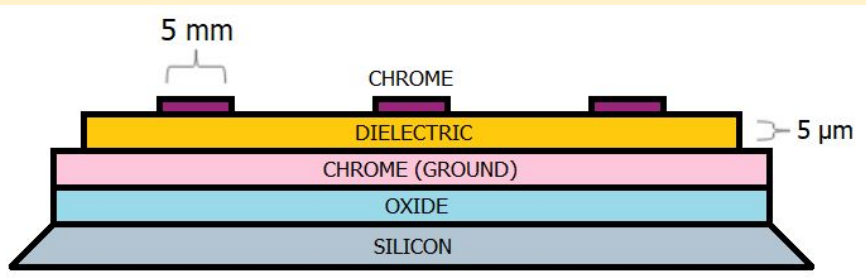 5 mm
CHROME
DIELECTRIC
5 μm
CHROME (GROUND)
OXIDE
SILICON